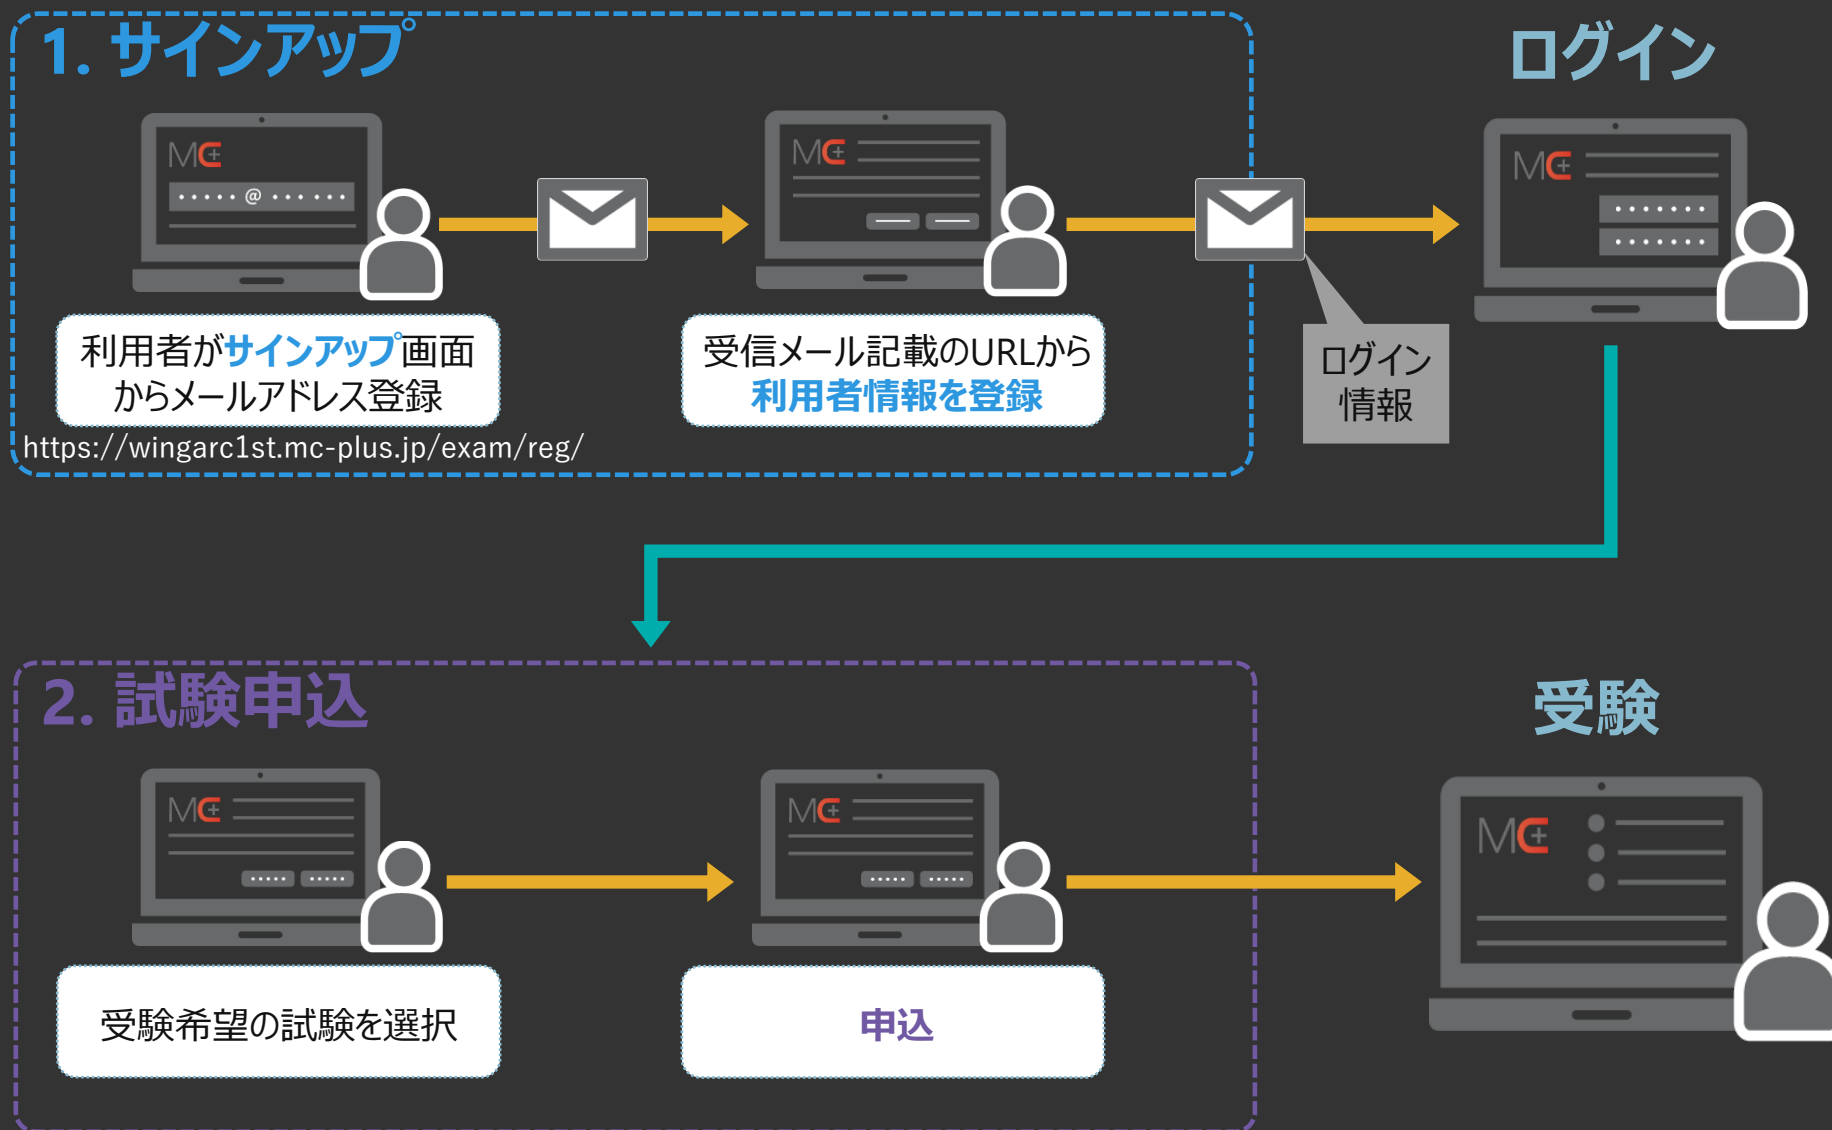 1. サインアップ
ログイン
MC+
•••••@••••••
MC+
MC+
•••••••
•••••••
利用者がサインアップ画面
からメールアドレス登録
受信メール記載のURLから
利用者情報を登録
ログイン
情報
https://wingarc1st.mc-plus.jp/exam/reg/
2. 試験申込
受験
MC+
•••••
•••••
MC+
•••••
•••••
MC+
受験希望の試験を選択
申込